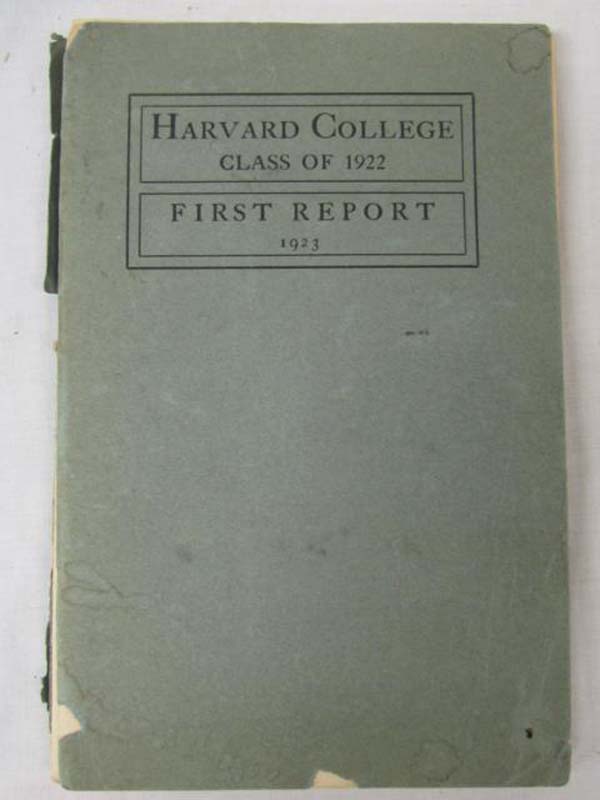 HARVARD COLLEGE
CLASS OF 1922
FIRST REPORT
1923